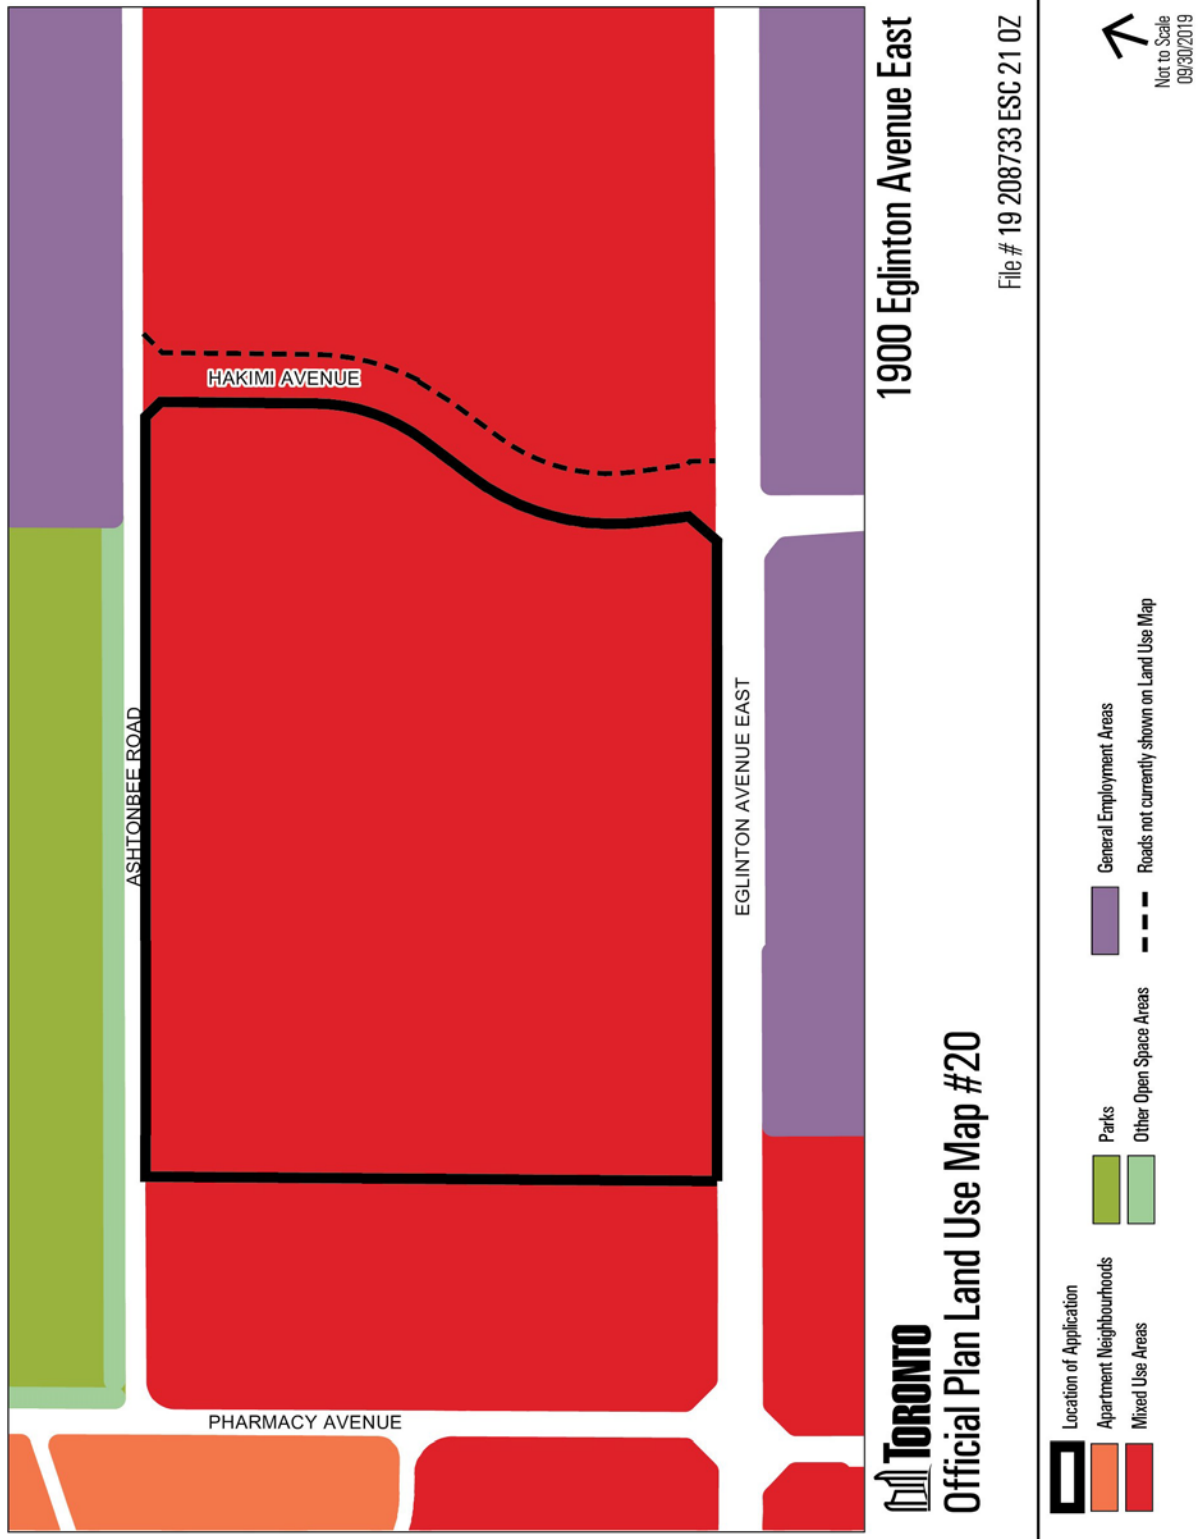 ASHTONBEE ROAD
HAKIMI AVENUE
EGLINTON AVENUE EAST
PHARMACY AVENUE
TORONTO
Official Plan Land Use Map #20
1900 Eglinton Avenue East
File # 19 208733 ESC 21 OZ
Location of Application
Apartment Neighbourhoods
Mixed Use Areas
Parks
Other Open Space Areas
General Employment Areas
Roads not currently shown on Land Use Map
Not to Scale
09/30/2019